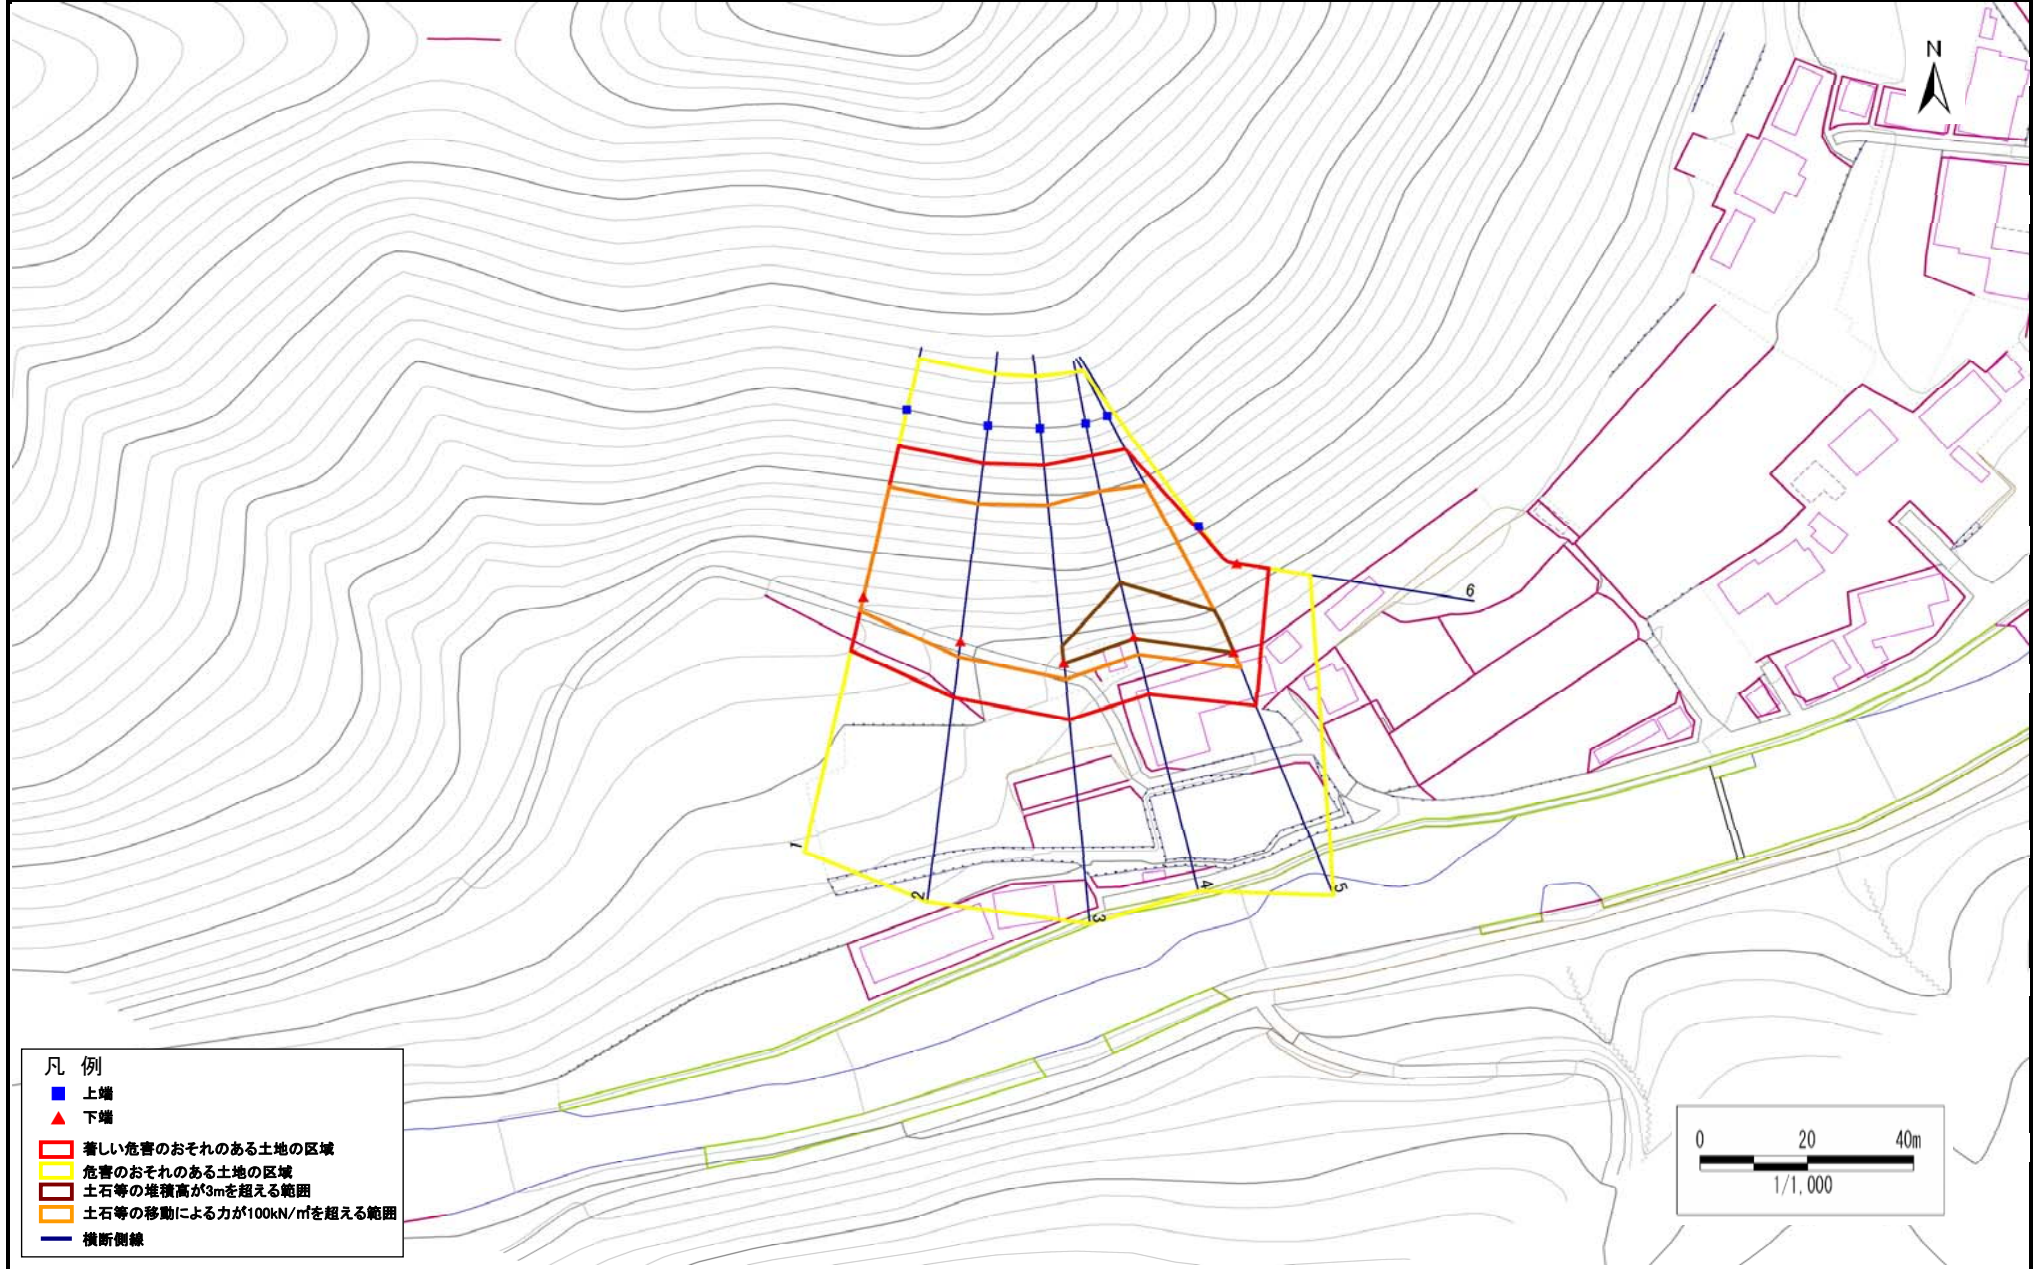 N
6
1
2
3
4
5
凡 例
上端
下端
著しい危害のおそれのある土地の区域
危害のおそれのある土地の区域
土石等の堆積高が3mを超える範囲
土石等の移動による力が100kN/㎡を超える範囲
横断側線
0 20 40m
1/1,000